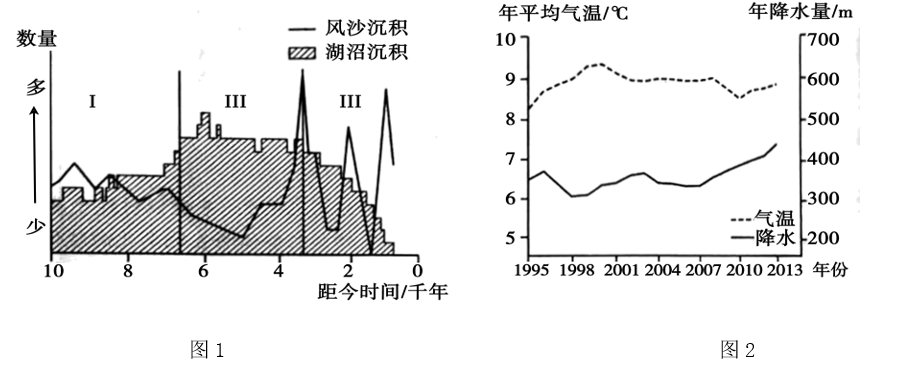 风沙沉积
湖沼沉积
数量
多
少
I
III
III
10 8 6 4 2 0
距今时间/千年
图1
年平均气温/℃
年降水量/m
10
9
8
7
6
5
700
600
500
400
300
200
气温
降水
1995 1998 2001 2004 2007 2010 2013 年份
图2